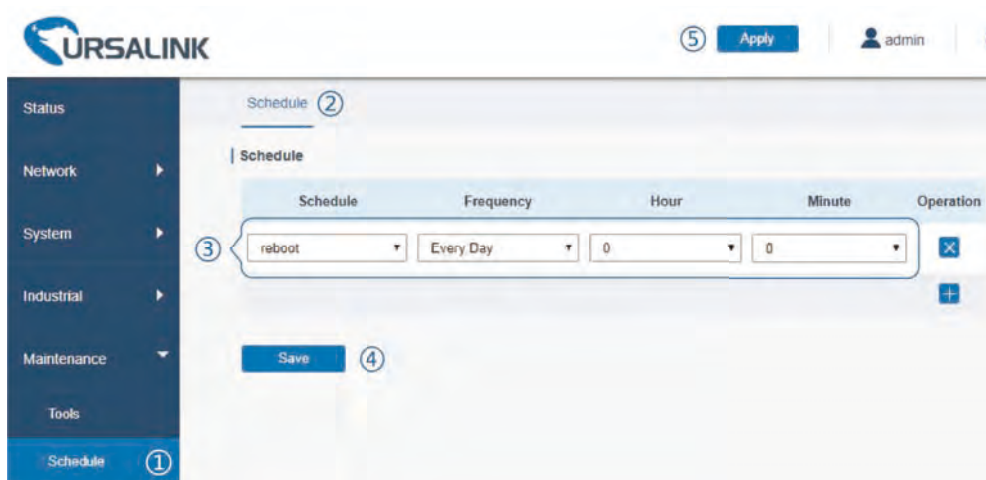 URSALINK
⑤ Apply admin
Status
Schedule ②
Schedule
Network
Schedule Frequency Hour Minute Operation
System
③ reboot Every Day 0 0
Industrial
Maintenance
Save ④
Tools
Schedule ①